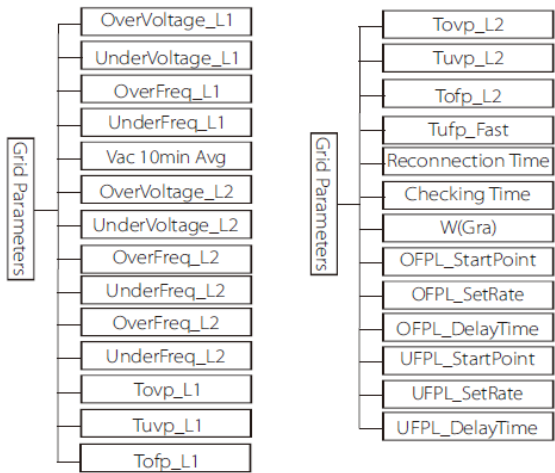 Grid Parameters
OverVoltage_L1
UnderVoltage_L1
OverFreq_L1
UnderFreq_L1
Vac 10min Avg
OverVoltage_L2
UnderVoltage_L2
OverFreq_L2
UnderFreq_L2
OverFreq_L2
UnderFreq_L2
Tovp_L1
Tuvp_L1
Tofp_L1
Grid Parameters
Tovp_L2
Tuvp_L2
Tofp_L2
Tufp_Fast
Reconnection Time
Checking Time
W(Gra)
OFPL_StartPoint
OFPL_SetRate
OFPL_DelayTime
UFPL_StartPoint
UFPL_SetRate
UFPL_DelayTime